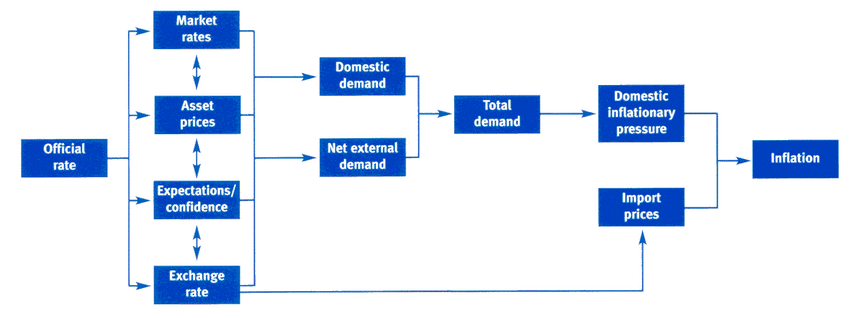 Official
rate
Market
rates
Asset
prices
Expectations/
confidence
Exchange
rate
Domestic
demand
Net external
demand
Total
demand
Domestic
inflationary
pressure
Import
prices
Inflation